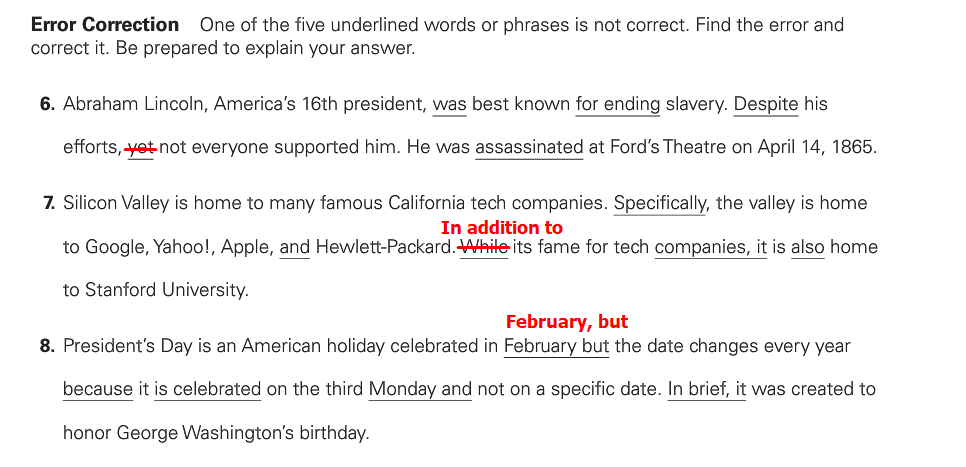 Error Correction One of the five underlined words or phrases is not correct. Find the error and
correct it. Be prepared to explain your answer.
6. Abraham Lincoln, America's 16th president, was best known for ending slavery. Despite his
efforts, yet not everyone supported him. He was assassinated at Ford's Theatre on April 14, 1865.
7. Silicon Valley is home to many famous California tech companies. Specifically, the valley is home
In addition to
to Google, Yahoo!, Apple, and Hewlett-Packard. While its fame for tech companies, it is also home
to Stanford University.
February, but
8. President's Day is an American holiday celebrated in February but the date changes every year
because it is celebrated on the third Monday and not on a specific date. In brief, it was created to
honor George Washington's birthday.